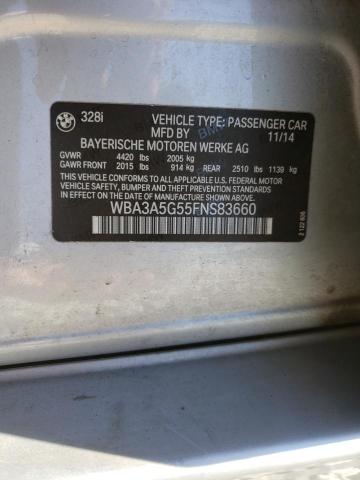 328i VEHICLE TYPE: PASSENGER CAR
MFD BY 11/14
BAYERISCHE MOTOREN WERKE AG
GVWR 4420 lbs 2005 kg
GAWR FRONT 2015 lbs 914 kg REAR 2510 lbs 1139 kg
THIS VEHICLE CONFORMS TO ALL APPLICABLE FEDERAL MOTOR
VEHICLE SAFETY, BUMPER, AND THEFT PREVENTION STANDARDS IN
EFFECT ON THE DATE OF MANUFACTURE SHOWN ABOVE.
WBA3A5G55FNS83660